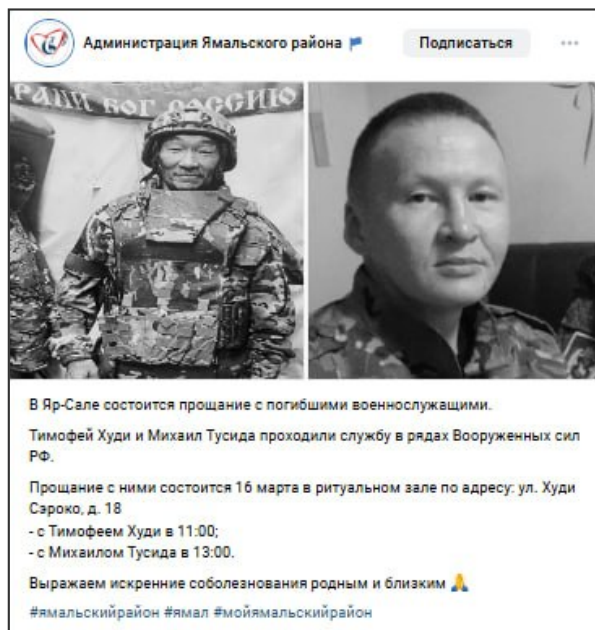 Администрация Ямальского района
Подписаться
РАНИ БОГ РОССИЮ
В Яр-Сале состоится прощание с погибшими военнослужащими.
Тимофей Худи и Михаил Тусида проходили службу в рядах Вооруженных сил
РФ.
Прощание с ними состоится 16 марта в ритуальном зале по адресу: ул. Худи
Сэроко, д. 18
- с Тимофеем Худи в 11:00;
- с Михаилом Тусида в 13:00.
Выражаем искренние соболезнования родным и близким 🙏
#ямальскийрайон #ямал #мойямальскийрайон